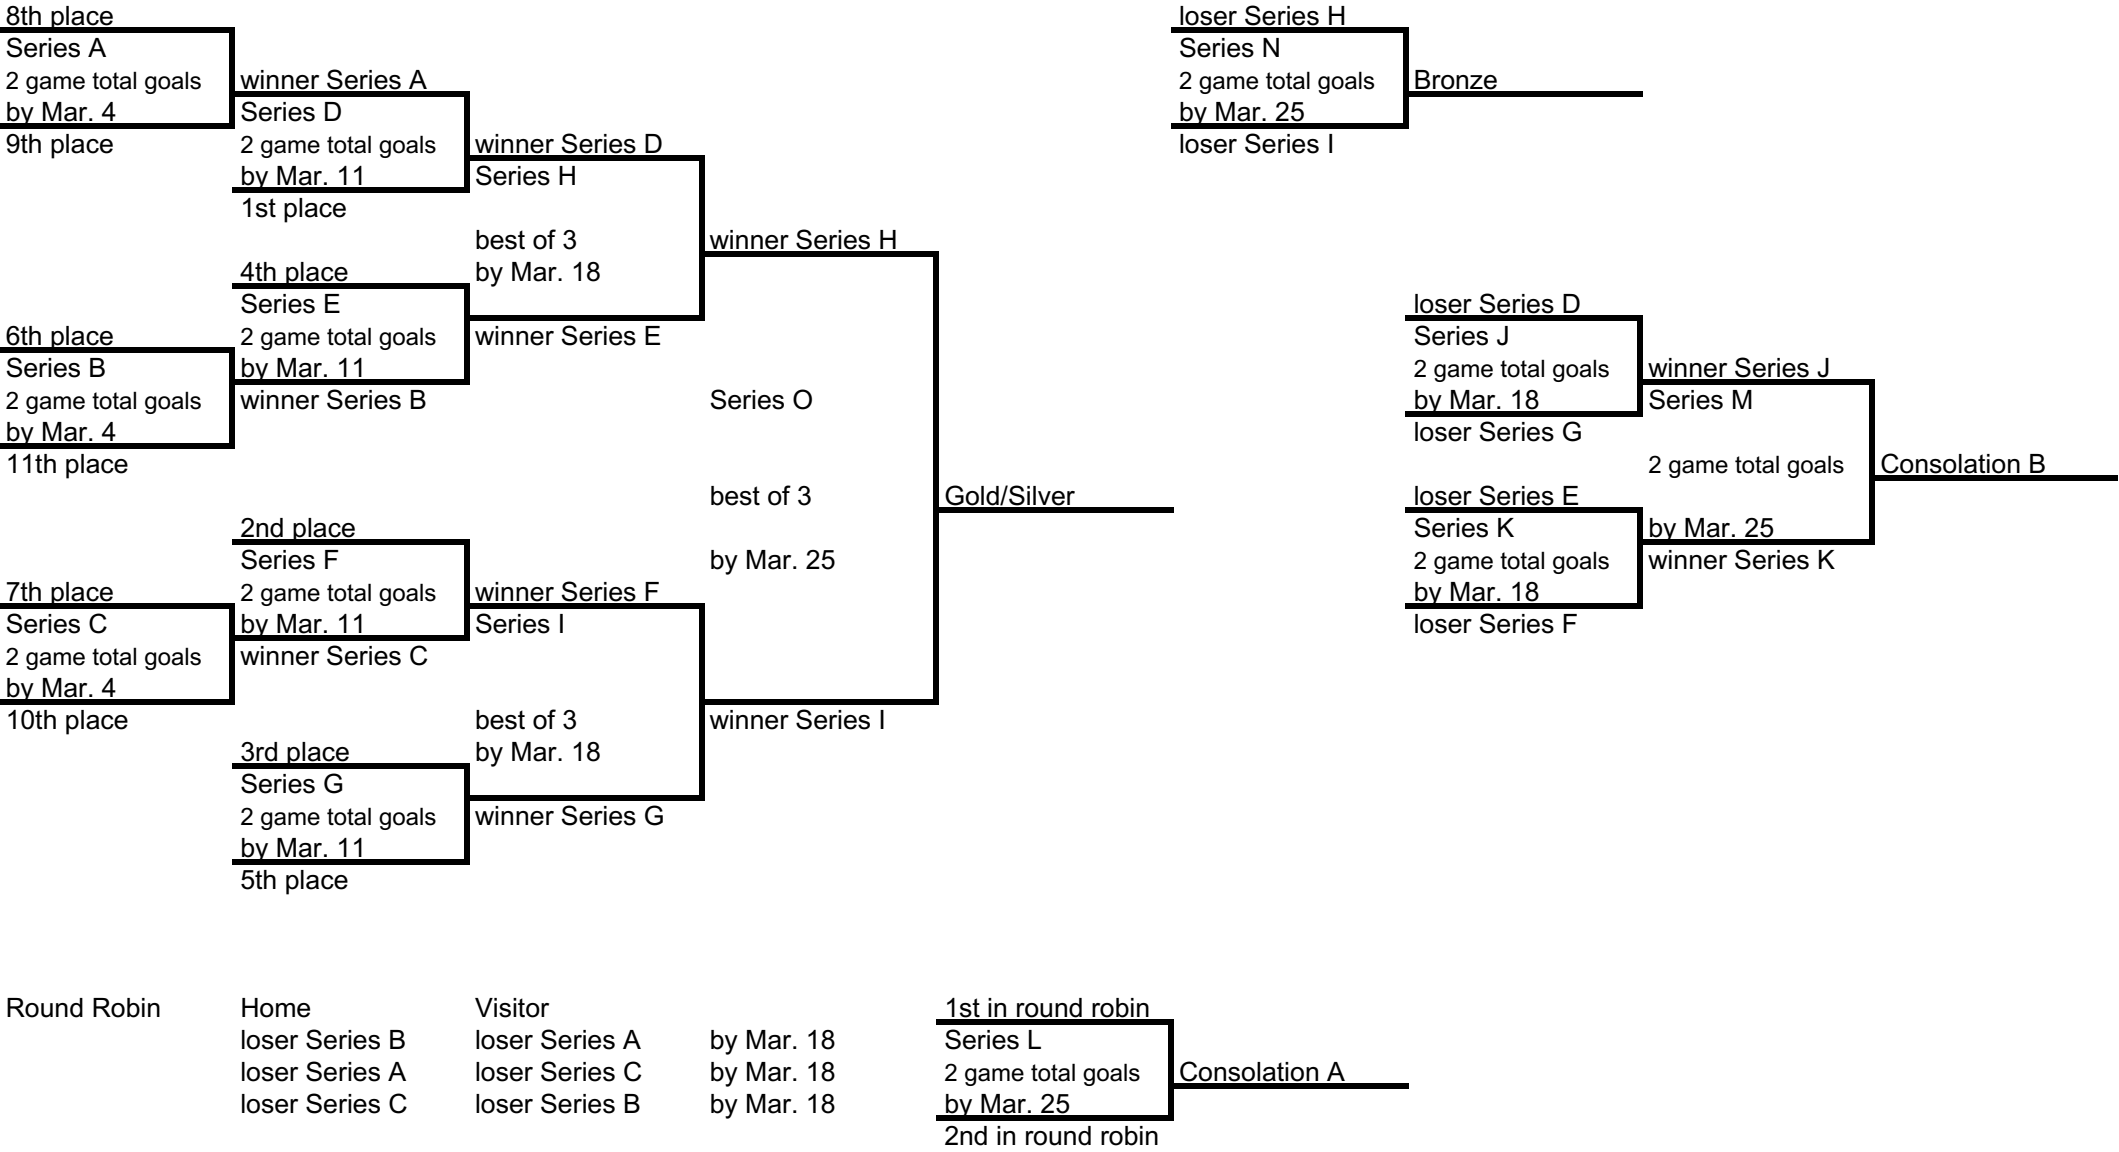 8th place
Series A
2 game total goals
by Mar. 4
9th place
winner Series A
Series D
2 game total goals
by Mar. 11
1st place
winner Series D
Series H
best of 3
by Mar. 18
winner Series E
4th place
Series E
2 game total goals
by Mar. 11
winner Series B
6th place
Series B
2 game total goals
by Mar. 4
11th place
winner Series H
Series O
best of 3
by Mar. 25
winner Series I
Gold/Silver
2nd place
Series F
2 game total goals
by Mar. 11
winner Series C
7th place
Series C
2 game total goals
by Mar. 4
10th place
winner Series F
Series I
best of 3
by Mar. 18
winner Series G
3rd place
Series G
2 game total goals
by Mar. 11
5th place
loser Series H
Series N
2 game total goals
by Mar. 25
loser Series I
Bronze
loser Series D
Series J
2 game total goals
by Mar. 18
loser Series G
winner Series J
Series M
2 game total goals
by Mar. 25
winner Series K
Consolation B
loser Series E
Series K
2 game total goals
by Mar. 18
loser Series F
Round Robin Home Visitor
loser Series B loser Series A by Mar. 18
loser Series A loser Series C by Mar. 18
loser Series C loser Series B by Mar. 18
1st in round robin
Series L
2 game total goals
by Mar. 25
2nd in round robin
Consolation A